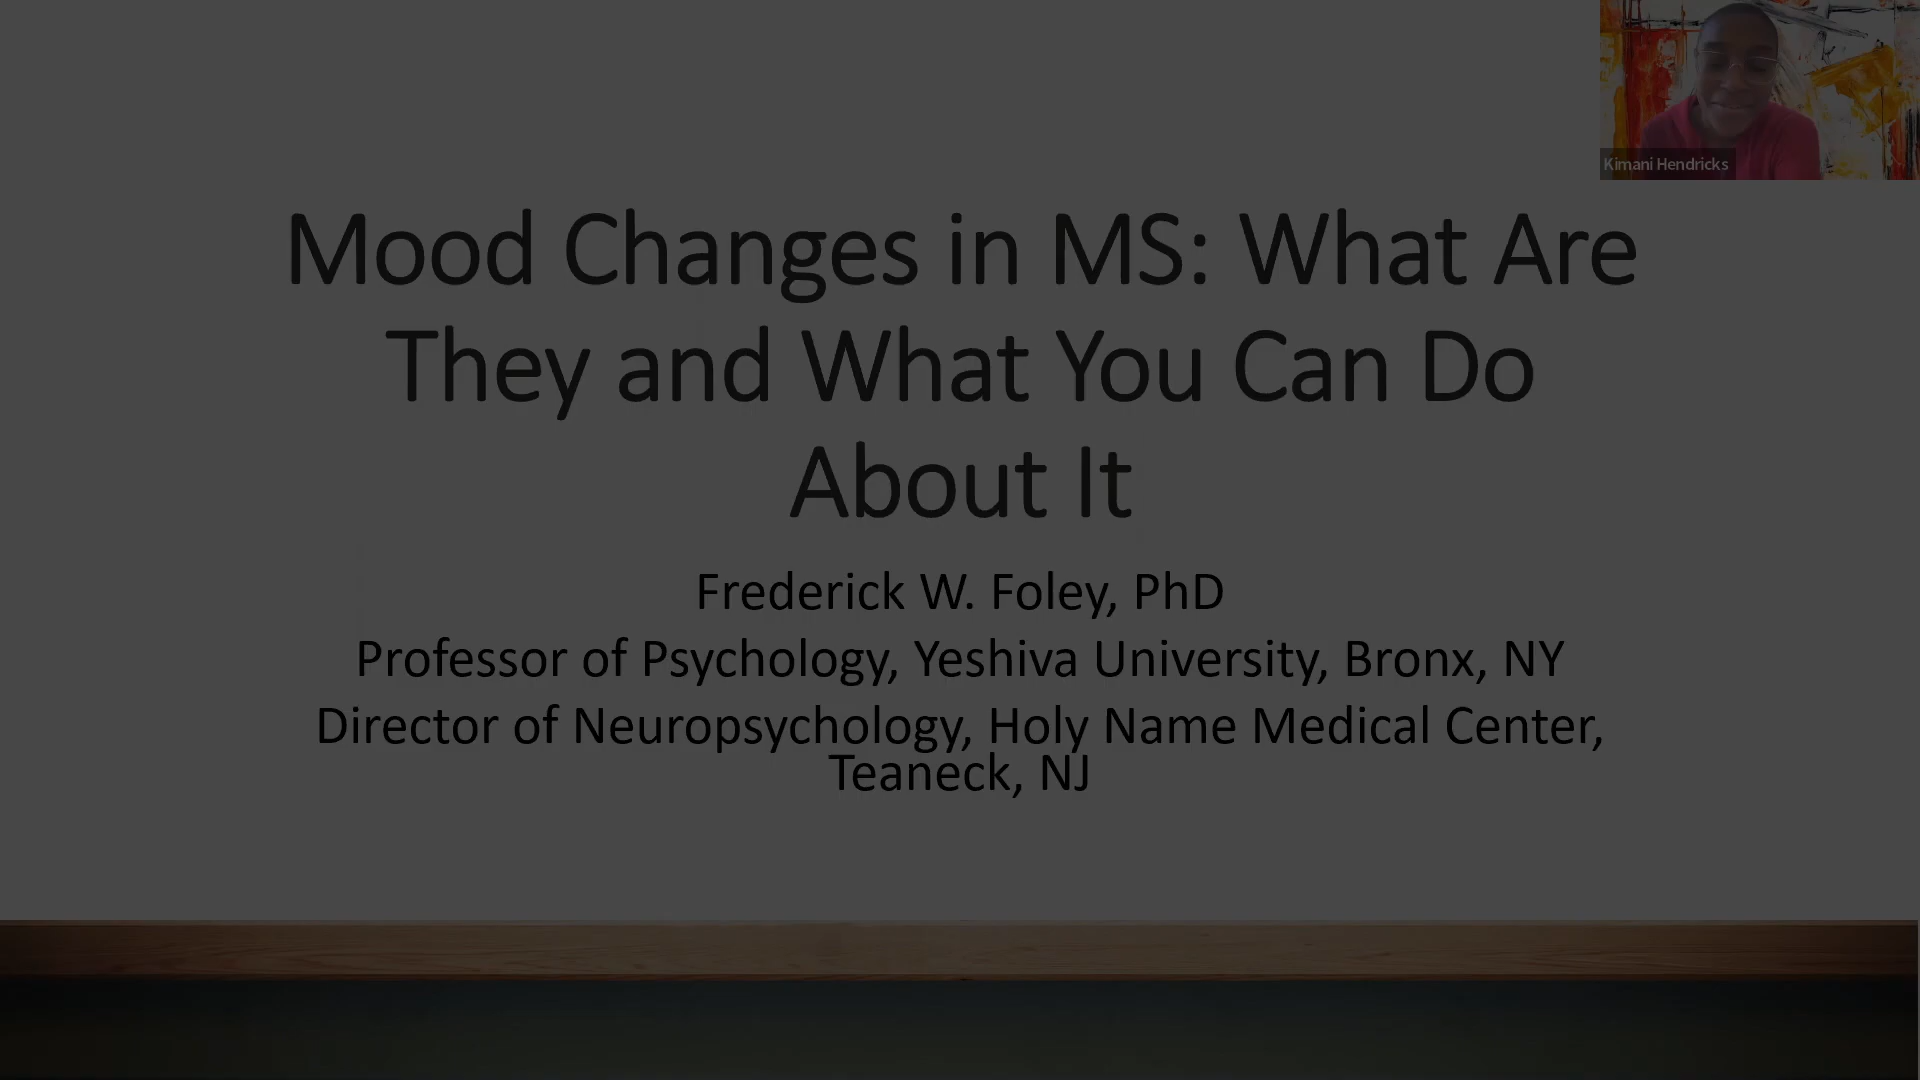 Kimani Hendricks
Mood Changes in MS: What Are
They and What You Can Do
About It
Frederick W. Foley, PhD
Professor of Psychology, Yeshiva University, Bronx, NY
Director of Neuropsychology, Holy Name Medical Center,
Teaneck, NJ